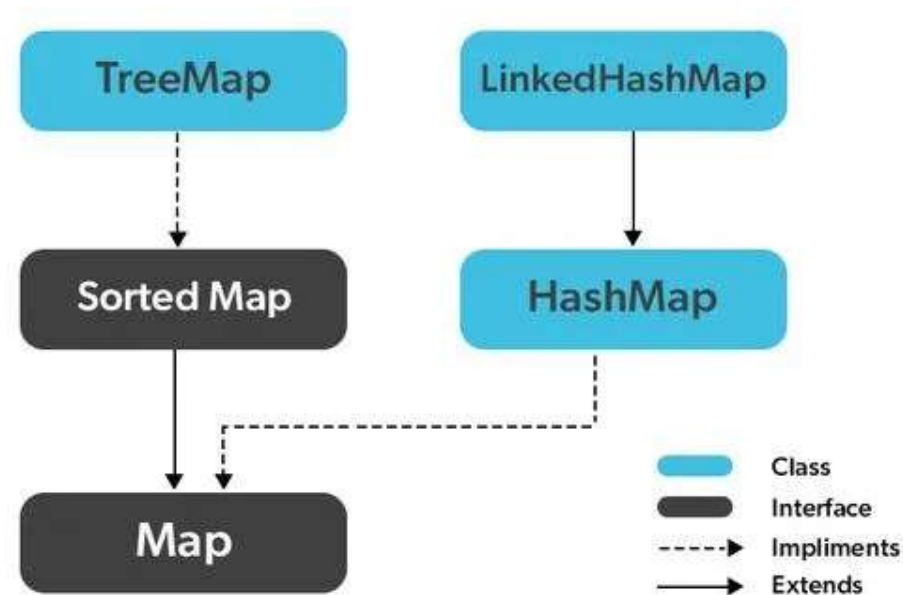 TreeMap
LinkedHashMap
Sorted Map
HashMap
Map
Class
Interface
Impliments
Extends